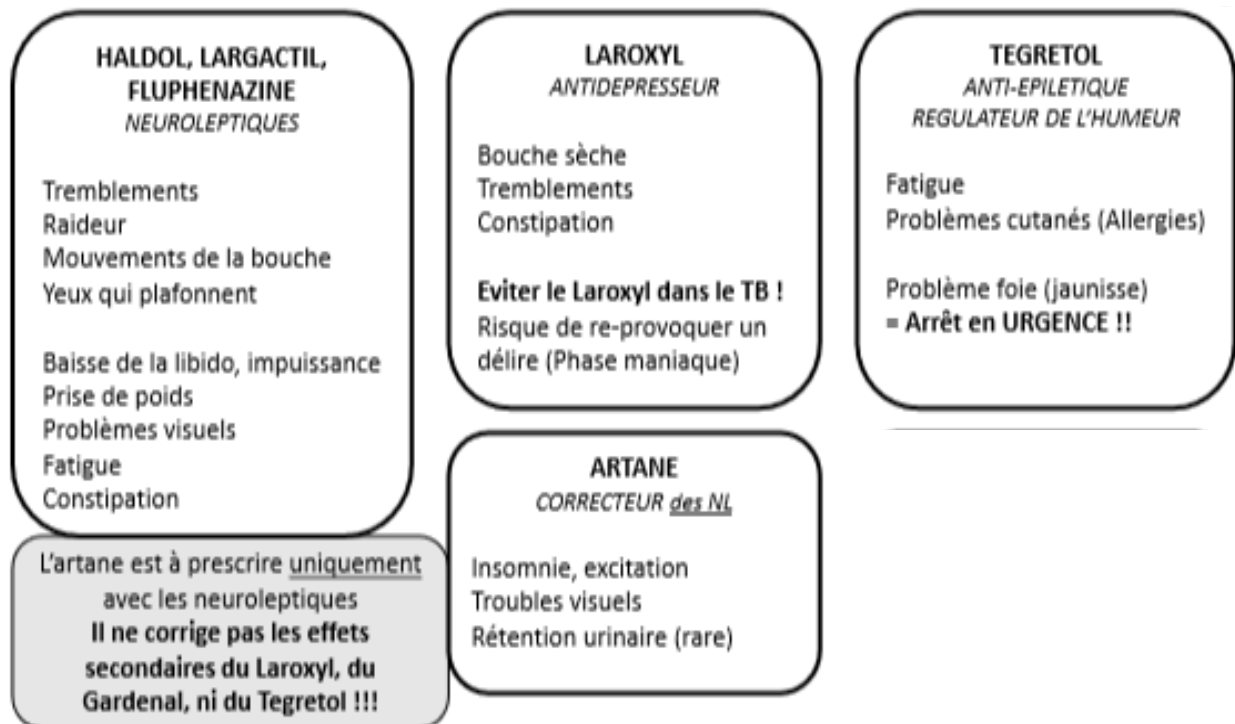 HALDOL, LARGACTIL,
FLUPHENAZINE
NEUROLEPTIQUES
Tremblements
Raideur
Mouvements de la bouche
Yeux qui plafonnent
Baisse de la libido, impuissance
Prise de poids
Problèmes visuels
Fatigue
Constipation
L'artane est à prescrire uniquement
avec les neuroleptiques
Il ne corrige pas les effets
secondaires du Laroxyl, du
Gardenal, ni du Tegretol !!!
LAROXYL
ANTIDEPRESSEUR
Bouche sèche
Tremblements
Constipation
Eviter le Laroxyl dans le TB !
Risque de re-provoquer un
délire (Phase maniaque)
ARTANE
CORRECTEUR des NL
Insomnie, excitation
Troubles visuels
Rétention urinaire (rare)
TEGRETOL
ANTI-EPILETIQUE
REGULATEUR DE L'HUMEUR
Fatigue
Problèmes cutanés (Allergies)
Problème foie (jaunisse)
= Arrêt en URGENCE !!